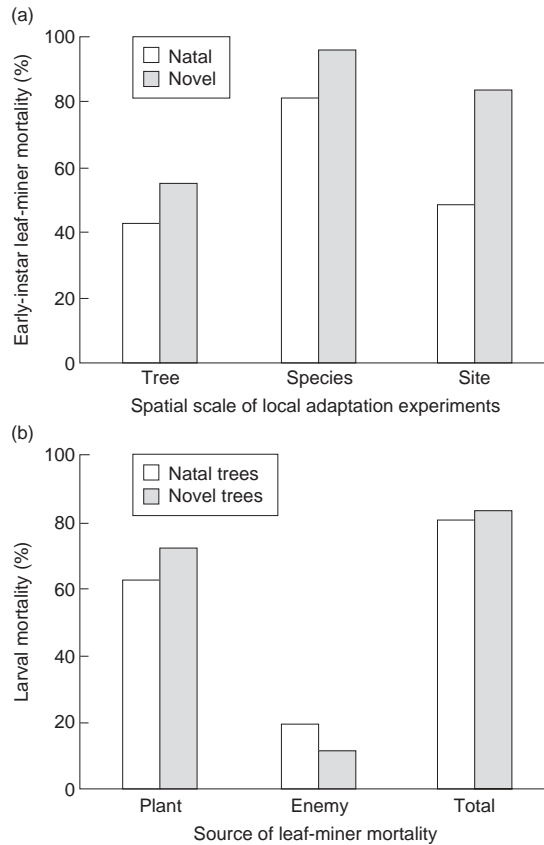 (a)
100
80
60
40
20
0
Early-instar leaf-miner mortality (%)
Natal
Novel
Tree Species Site
Spatial scale of local adaptation experiments
(b)
100
80
60
40
20
0
Larval mortality (%)
Natal trees
Novel trees
Plant Enemy Total
Source of leaf-miner mortality